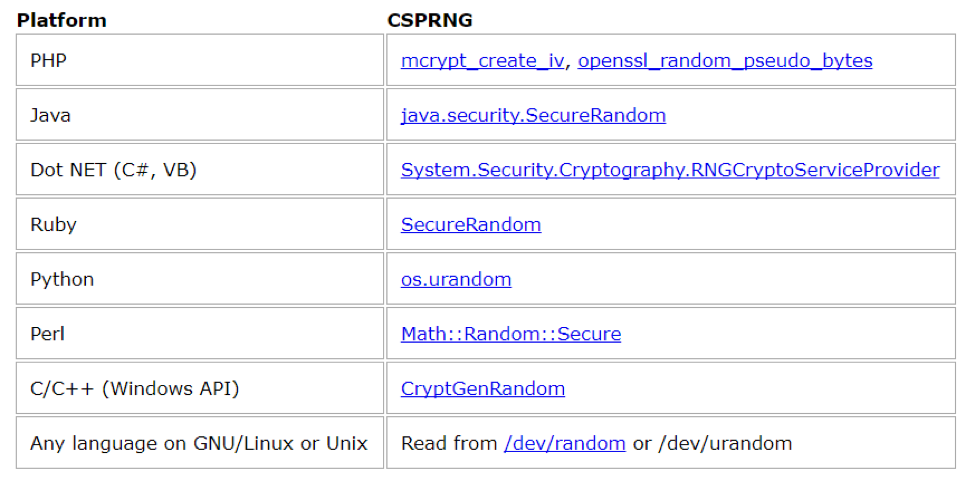 Platform CSPRNG
PHP mcrypt_create_iv, openssl_random_pseudo_bytes
Java java.security.SecureRandom
Dot NET (C#, VB) System.Security.Cryptography.RNGCryptoServiceProvider
Ruby SecureRandom
Python os.urandom
Perl Math::Random::Secure
C/C++ (Windows API) CryptGenRandom
Any language on GNU/Linux or Unix Read from /dev/random or /dev/urandom